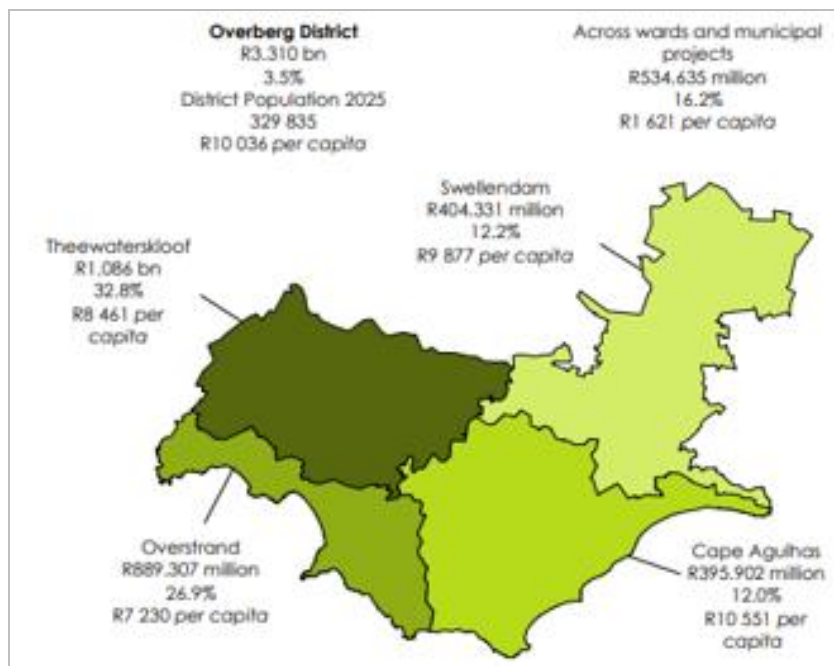 Overberg District
R3.310 bn
3.5%
District Population 2025
329 835
R10 036 per capita
Across wards and municipal
projects
R534.635 million
16.2%
R1 621 per capita
Swellendam
R404.331 million
12.2%
R9 877 per capita
Theewaterskloof
R1.086 bn
32.8%
R8 461 per
capita
Overstrand
R889.307 million
26.9%
R7 230 per capita
Cape Agulhas
R395.902 million
12.0%
R10 551 per
capita